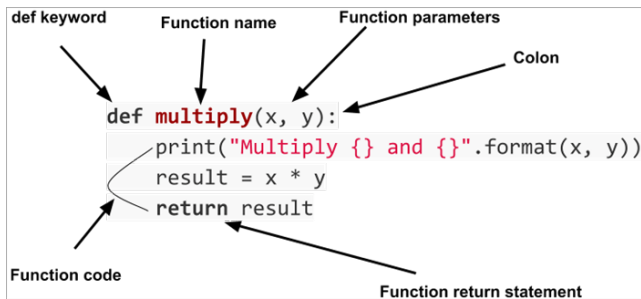 def keyword
Function name
Function parameters
Colon
def multiply(x, y):
    print("Multiply {} and {}".format(x, y))
    result = x * y
    return result
Function code
Function return statement